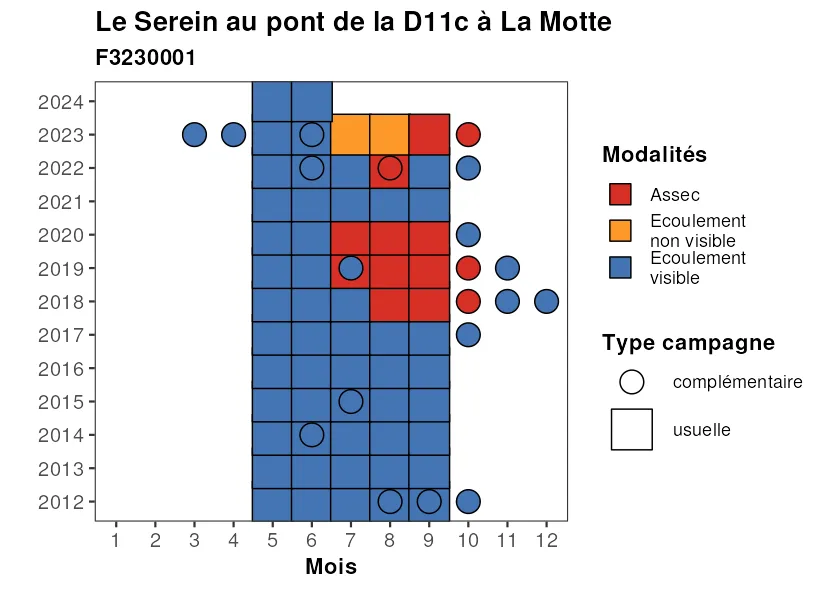 Le Serein au pont de la D11c à La Motte
F3230001
2024
2023
2022
2021
2020
2019
2018
2017
2016
2015
2014
2013
2012
1 2 3 4 5 6 7 8 9 10 11 12
Mois
Modalités
Assec
Ecoulement
non visible
Ecoulement
visible
Type campagne
complémentaire
usuelle